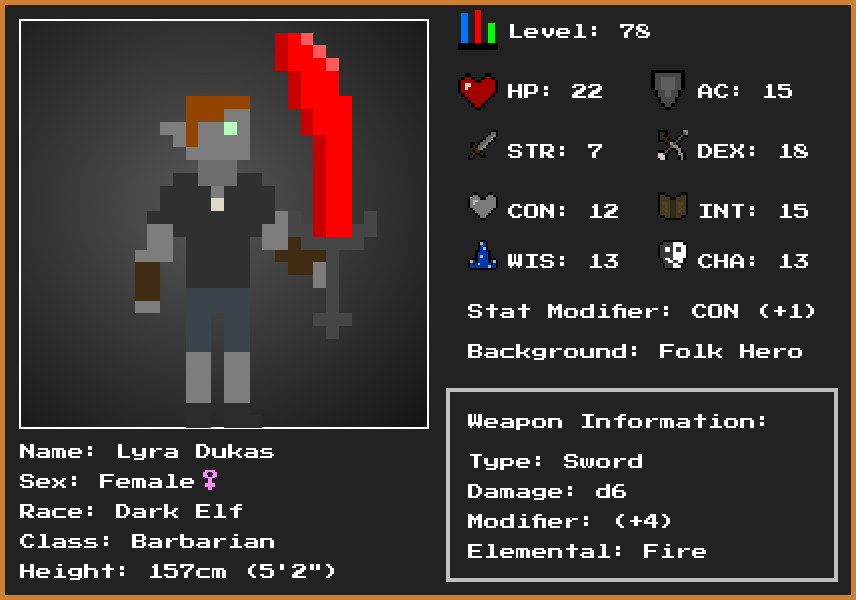 Level: 78
HP: 22 AC: 15
STR: 7 DEX: 18
CON: 12 INT: 15
WIS: 13 CHA: 13
Stat Modifier: CON (+1)
Background: Folk Hero
Weapon Information:
Type: Sword
Damage: d6
Modifier: (+4)
Elemental: Fire
Name: Lyra Dukas
Sex: Female♀
Race: Dark Elf
Class: Barbarian
Height: 157cm (5'2")